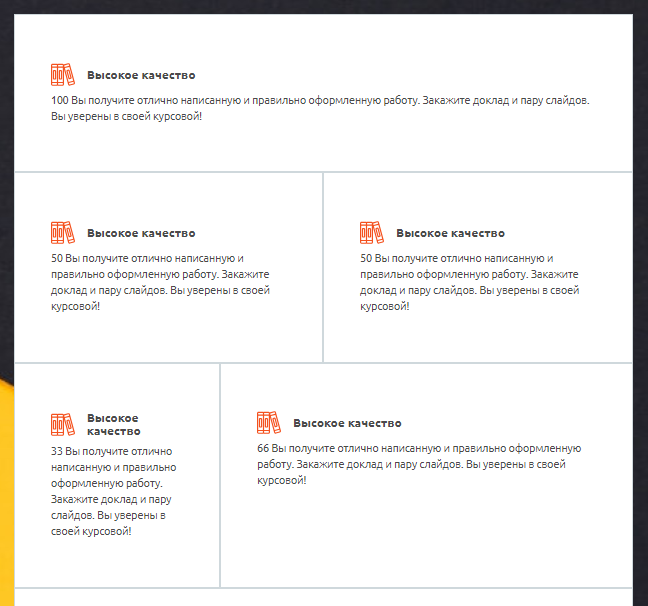 Высокое качество
100 Вы получите отлично написанную и правильно оформленную работу. Закажите доклад и пару слайдов.
Вы уверены в своей курсовой!
Высокое качество
50 Вы получите отлично написанную и
правильно оформленную работу. Закажите
доклад и пару слайдов. Вы уверены в своей
курсовой!
Высокое качество
50 Вы получите отлично написанную и
правильно оформленную работу. Закажите
доклад и пару слайдов. Вы уверены в своей
курсовой!
Высокое
качество
33 Вы получите отлично
написанную и правильно
оформленную работу.
Закажите доклад и пару
слайдов. Вы уверены в
своей курсовой!
Высокое качество
66 Вы получите отлично написанную и правильно оформленную
работу. Закажите доклад и пару слайдов. Вы уверены в своей
курсовой!